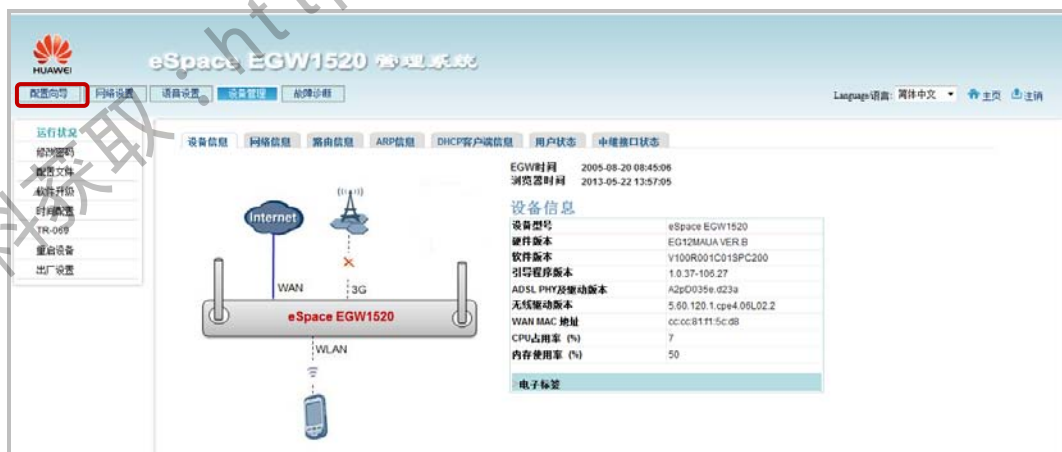 HUAWEI
eSpace EGW1520 管理系统
配置向导 网络设置 语音设置 设备管理 故障诊断
Language语言: 简体中文 主页 注销
运行状况
修改密码
配置文件
软件升级
时间配置
TR-069
重启设备
出厂设置
设备信息 网络信息 路由信息 ARP信息 DHCP客户端信息 用户状态 中继接口状态
EGW时间 2005-08-20 08:45:06
浏览器时间 2013-05-22 13:57:05
设备信息
设备型号 eSpace EGW1520
硬件版本 EG12MAUA VER.B
软件版本 V100R001C01SPC200
引导程序版本 1.0.37-106.27
ADSL PHY及驱动版本 A2pD035e.d23a
无线驱动版本 5.60.120.1.cpe4.06L02.2
WAN MAC 地址 cc:cc:81:f1:5c:d8
CPU占用率 (%) 7
内存使用率 (%) 50
电子标签
Internet
WAN 3G
eSpace EGW1520
WLAN
获取:htt